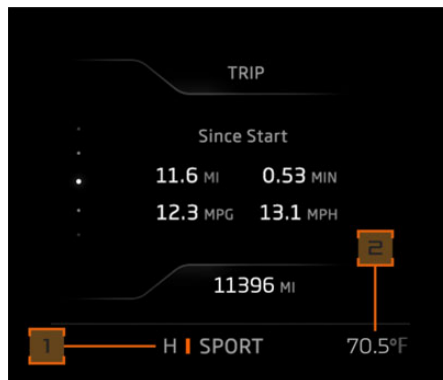 TRIP
Since Start
11.6 MI 0.53 MIN
12.3 MPG 13.1 MPH
2
11396 MI
1 H SPORT 70.5°F